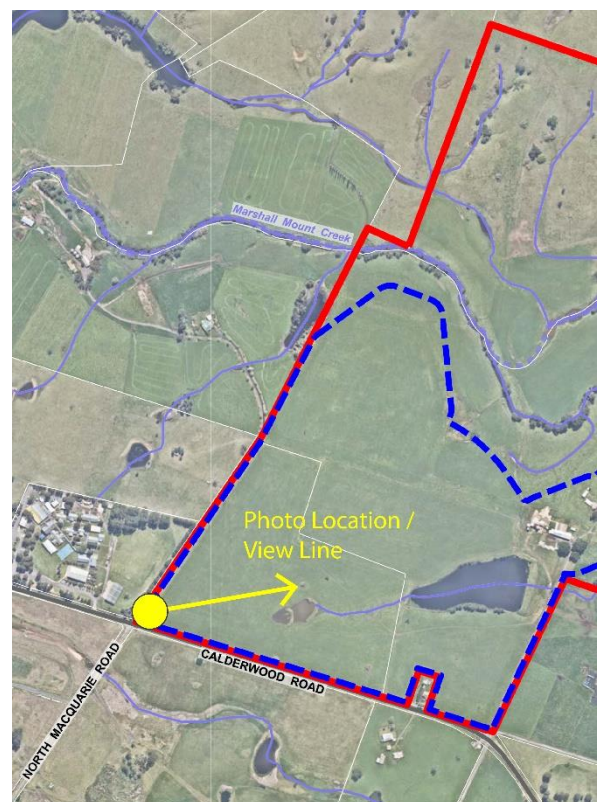 Marshall Mount Creek
Photo Location /
View Line
CALDERWOOD ROAD
NORTH MACQUARIE ROAD